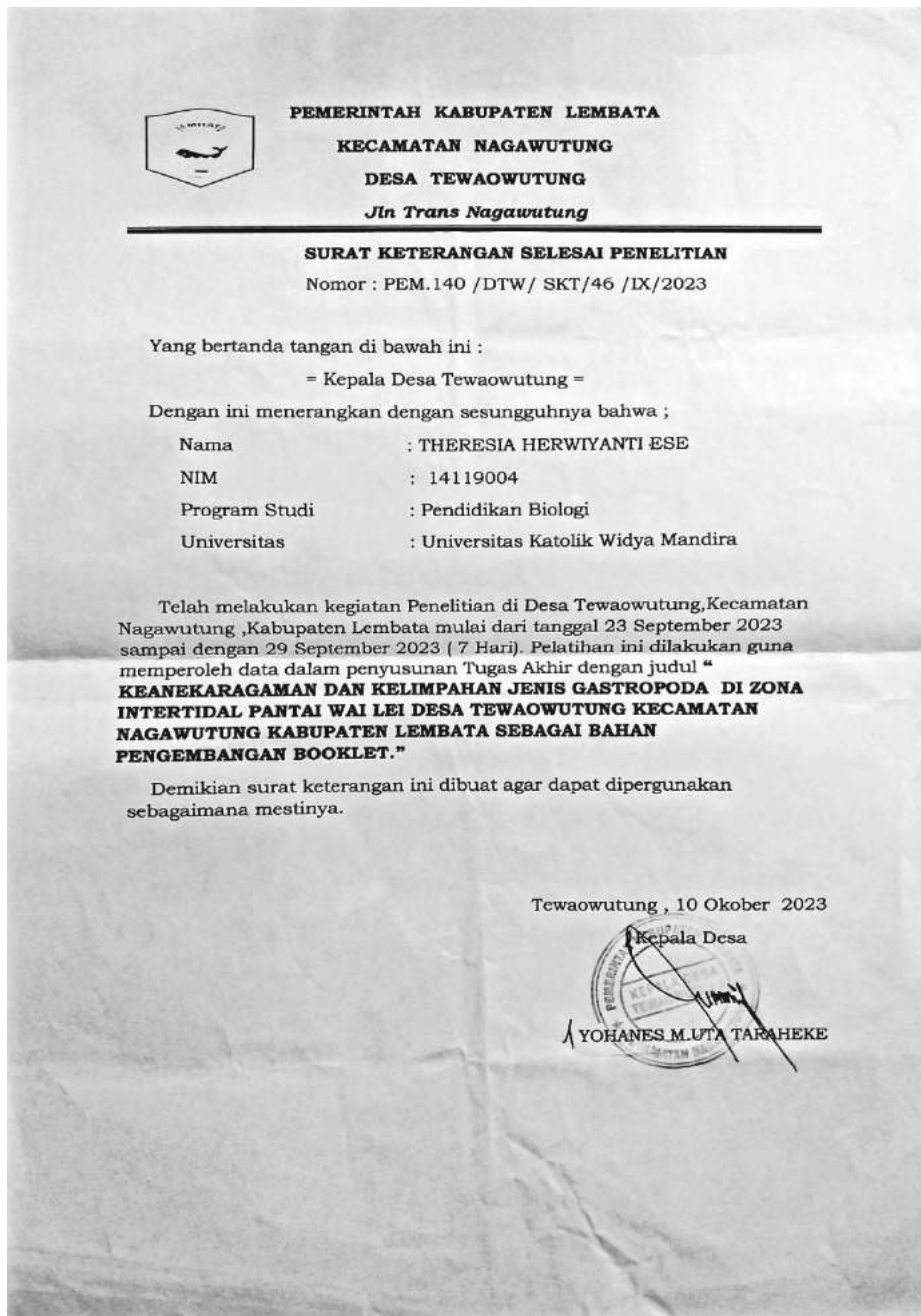 PEMERINTAH KABUPATEN LEMBATA
KECAMATAN NAGAWUTUNG
DESA TEWAOWUTUNG
Jln Trans Nagawutung
SURAT KETERANGAN SELESAI PENELITIAN
Nomor : PEM.140 /DTW/ SKT/46 /IX/2023
Yang bertanda tangan di bawah ini :
= Kepala Desa Tewaowutung =
Dengan ini menerangkan dengan sesungguhnya bahwa ;
Nama : THERESIA HERWIYANTI ESE
NIM : 14119004
Program Studi : Pendidikan Biologi
Universitas : Universitas Katolik Widya Mandira
Telah melakukan kegiatan Penelitian di Desa Tewaowutung,Kecamatan
Nagawutung ,Kabupaten Lembata mulai dari tanggal 23 September 2023
sampai dengan 29 September 2023 ( 7 Hari). Pelatihan ini dilakukan guna
memperoleh data dalam penyusunan Tugas Akhir dengan judul “
KEANEKARAGAMAN DAN KELIMPAHAN JENIS GASTROPODA DI ZONA
INTERTIDAL PANTAI WAI LEI DESA TEWAOWUTUNG KECAMATAN
NAGAWUTUNG KABUPATEN LEMBATA SEBAGAI BAHAN
PENGEMBANGAN BOOKLET.”
Demikian surat keterangan ini dibuat agar dapat dipergunakan
sebagaimana mestinya.
Tewaowutung , 10 Okober 2023
Kepala Desa
KEPALA DESA
YOHANES M.UTA TARAHEKE